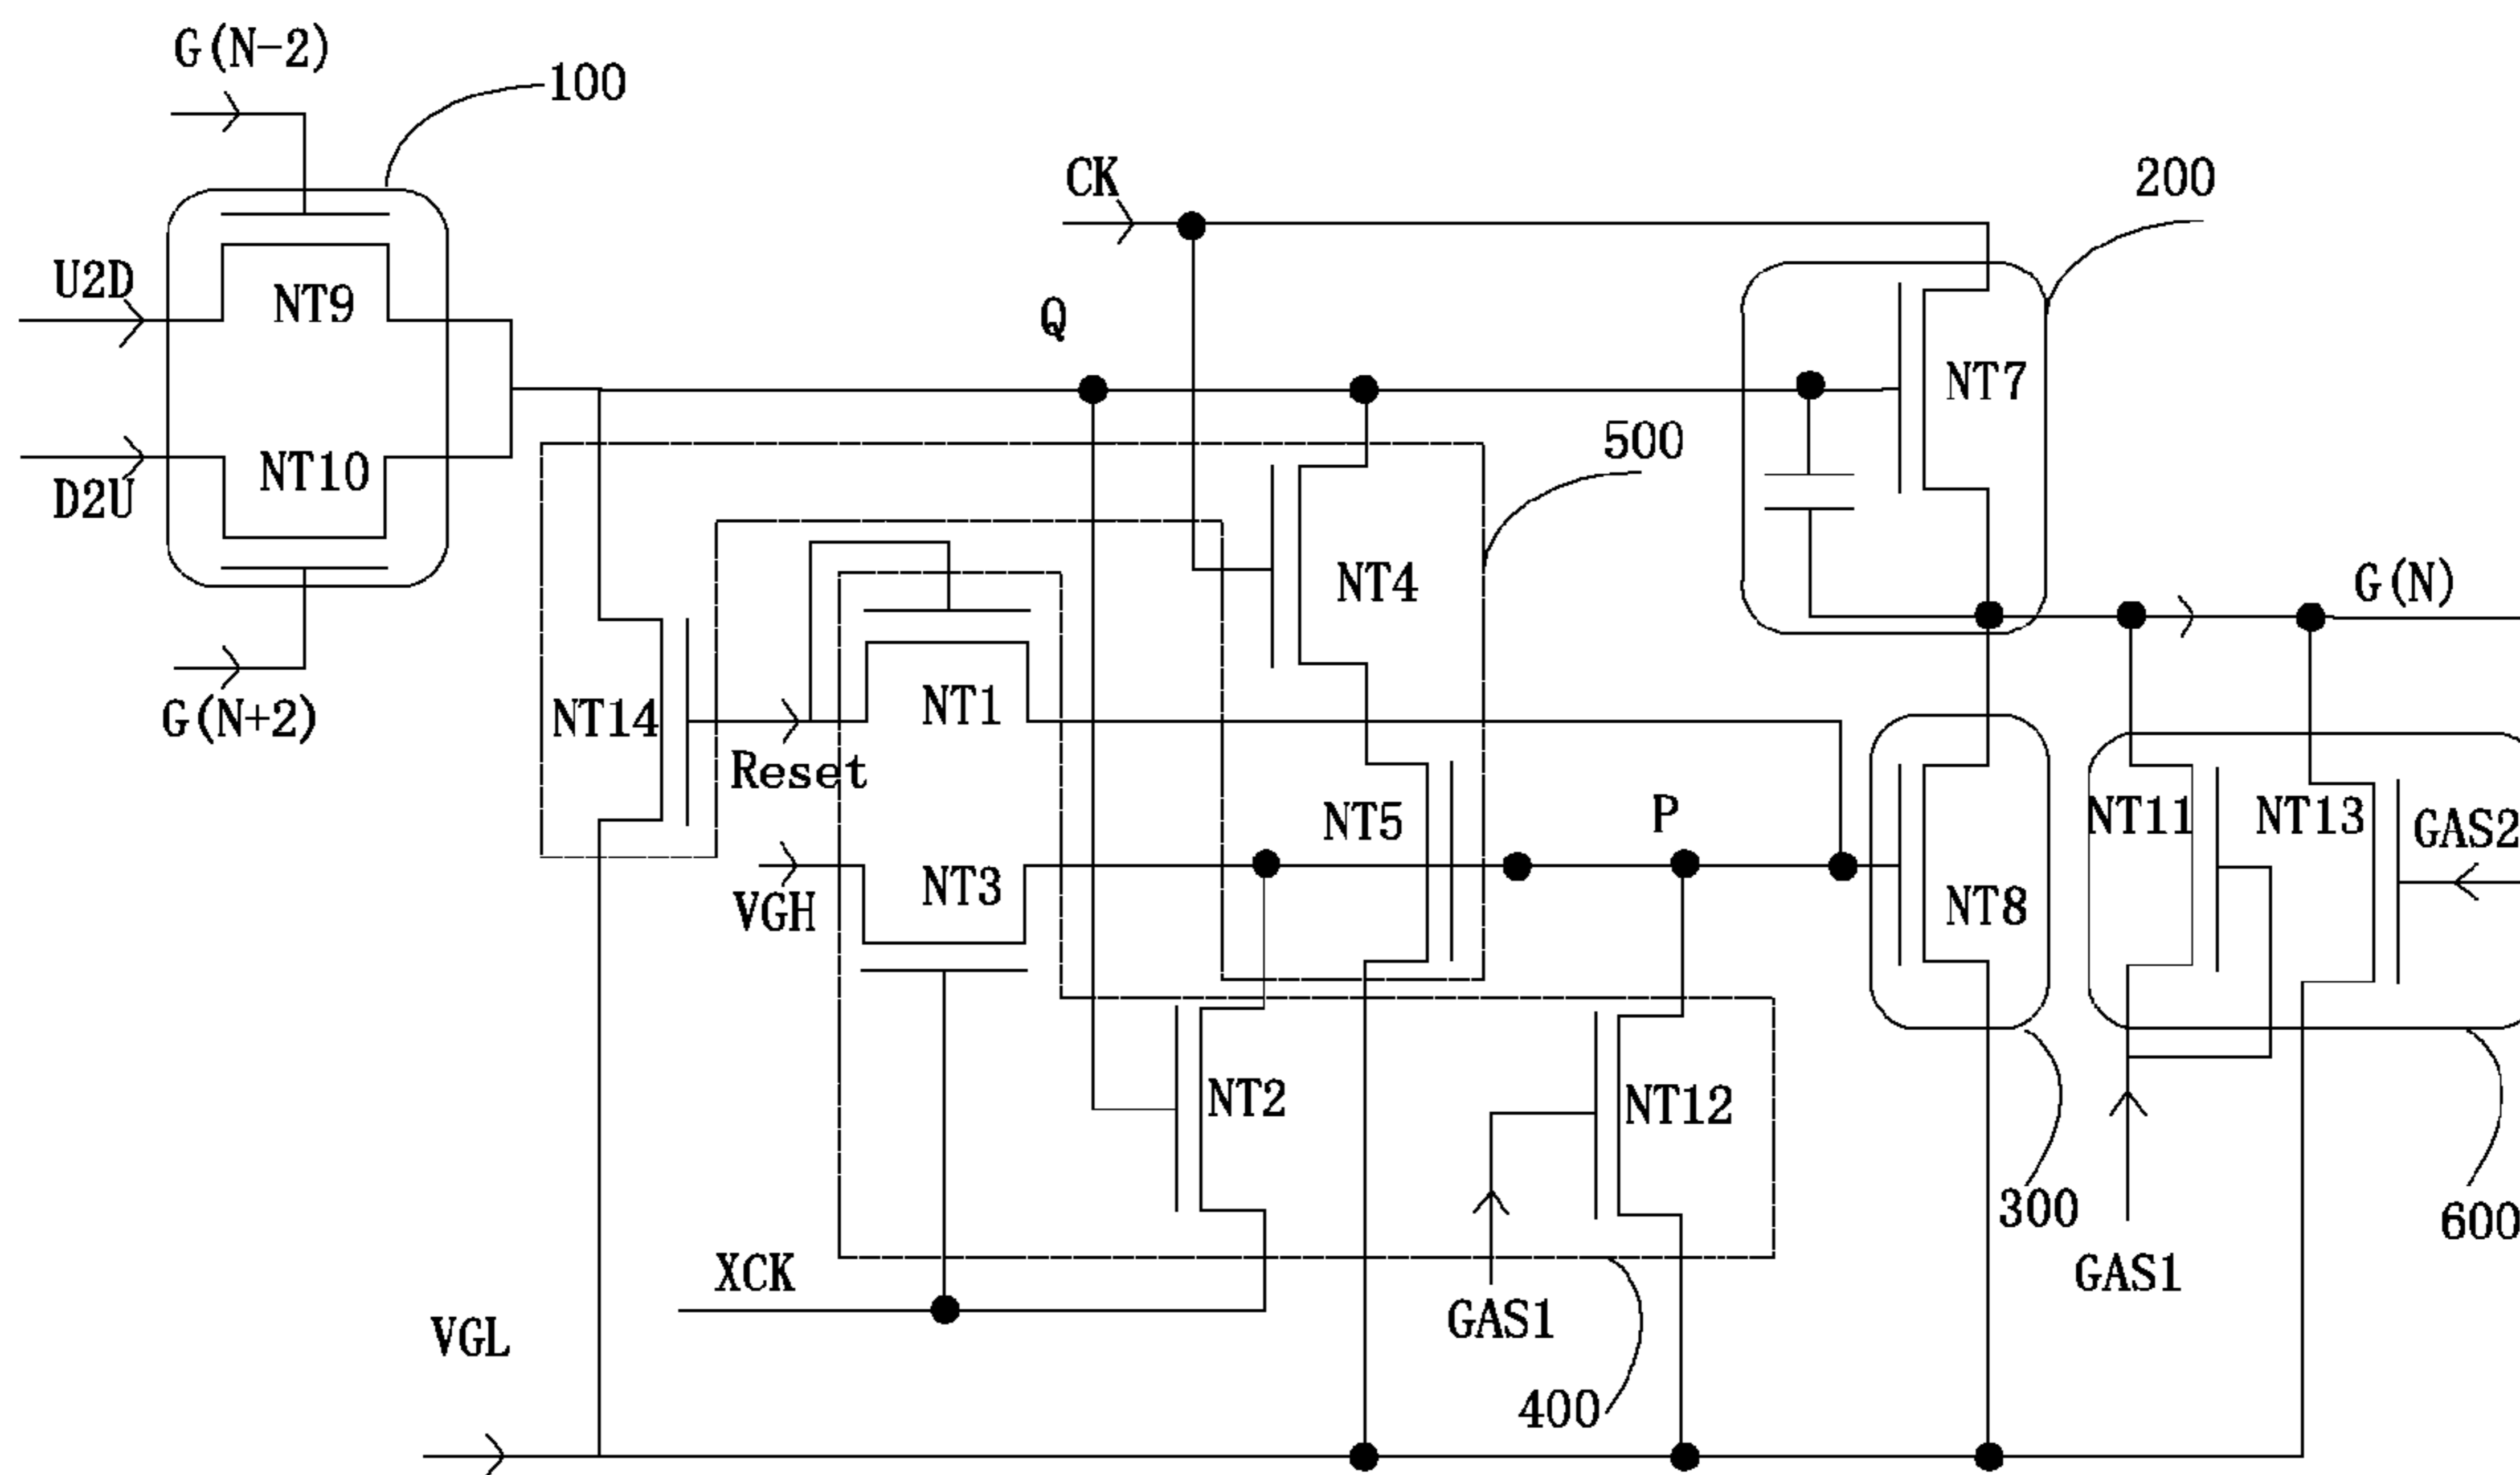 G(N-2)
100
CK
200
U2D
NT9
Q
NT7
500
NT10
D2U
NT4
G(N)
G(N+2)
NT14
NT1
Reset
NT5
P
NT11
NT13
GAS2
VGH
NT3
NT8
NT2
NT12
300
600
XCK
GAS1
GAS1
VGL
400